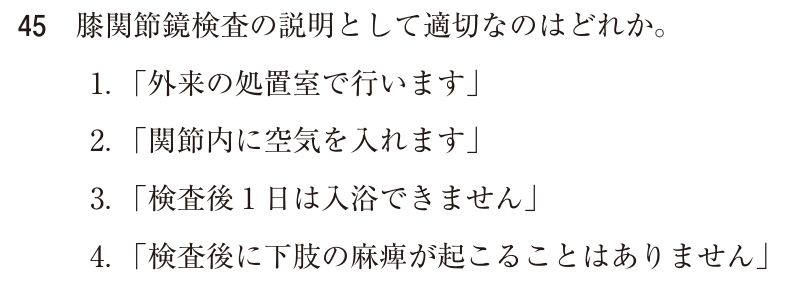 45 膝関節鏡検査の説明として適切なのはどれか。
1. 「外来の処置室で行います」
2. 「関節内に空気を入れます」
3. 「検査後1日は入浴できません」
4. 「検査後に下肢の麻痺が起こることはありません」